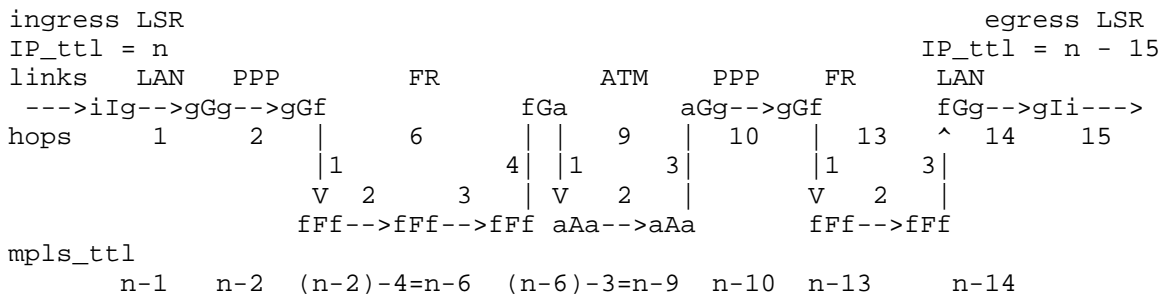 ingress LSR                                        egress LSR
IP_ttl = n                                     IP_ttl = n - 15
links    LAN    PPP         FR           ATM    PPP     FR     LAN
 --->iIg-->gGg-->gGf             fGa       aGg-->gGf        fGg-->gIi--->
hops      1      2  |      6      | |   9    |  10   |  13   ^  14    15
                    |1           4| |1      3|       |1     3|
                    V  2      3   | V   2    |       V   2   |
                   fFf-->fFf-->fFf aAa-->aAa        fFf-->fFf
mpls_ttl
        n-1    n-2  (n-2)-4=n-6  (n-6)-3=n-9  n-10  n-13     n-14